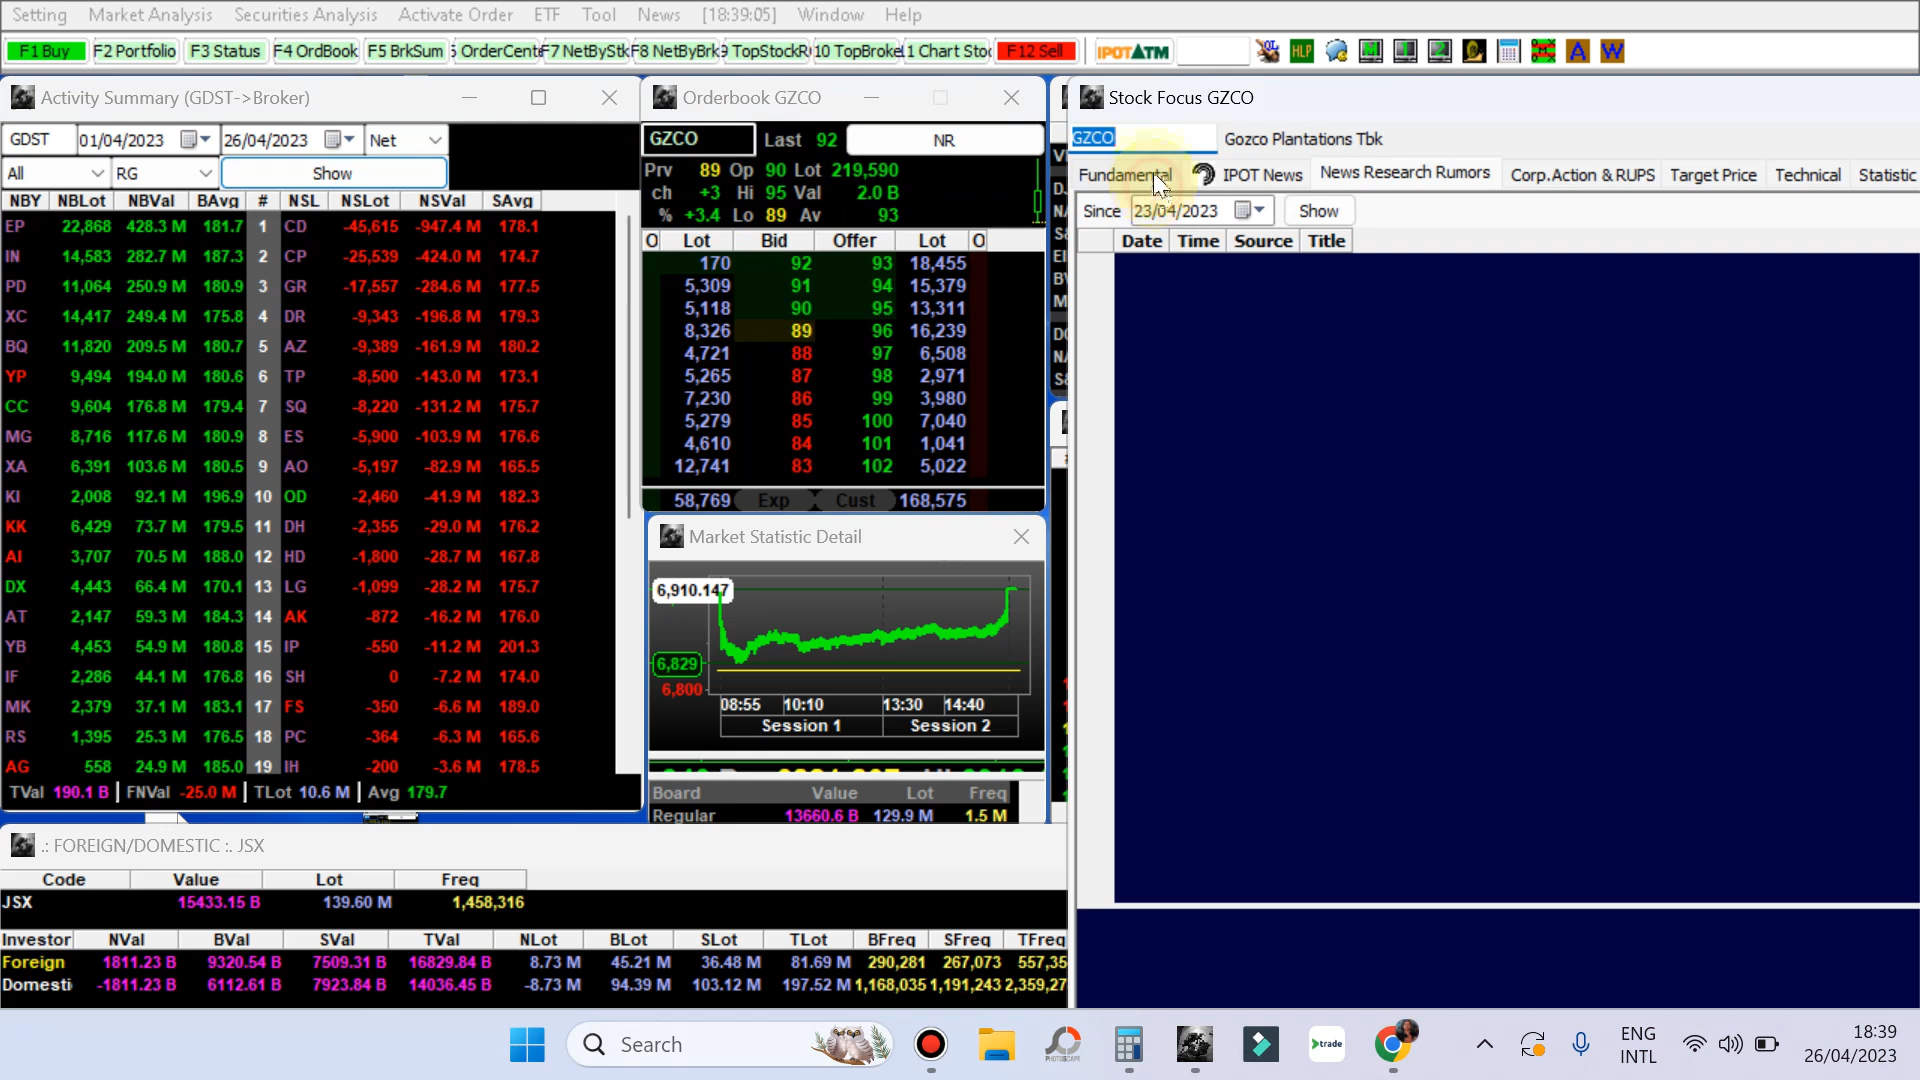 Setting Market Analysis Securities Analysis Activate Order ETF Tool News [18:39:05] Window Help
F1 Buy F2 Portfolio F3 Status F4 OrdBook F5 BrkSum OrderCent F7 NetByStk F8 NetByBrk TopStock 10 TopBroke 1 Chart Sto F12 Sell IPOTATM HLP A W
Activity Summary (GDST->Broker)
GDST 01/04/2023 26/04/2023 Net
All RG Show
NBY NBLot NBVal BAvg # NSL NSLot NSVal SAvg
EP 22,868 428.3 M 181.7 1 CD -45,615 -947.4 M 178.1
IN 14,583 282.7 M 187.3 2 CP -25,539 -424.0 M 174.7
PD 11,064 250.9 M 180.9 3 GR -17,557 -284.6 M 177.5
XC 14,417 249.4 M 175.8 4 DR -9,343 -196.8 M 179.3
BQ 11,820 209.5 M 180.7 5 AZ -9,389 -161.9 M 180.2
YP 9,494 194.0 M 180.6 6 TP -8,500 -143.0 M 173.1
CC 9,604 176.8 M 179.4 7 SQ -8,220 -131.2 M 175.7
MG 8,716 117.6 M 180.9 8 ES -5,900 -103.9 M 176.6
XA 6,391 103.6 M 180.5 9 AO -5,197 -82.9 M 165.5
KI 2,008 92.1 M 196.9 10 OD -2,460 -41.9 M 182.3
KK 6,429 73.7 M 179.5 11 DH -2,355 -29.0 M 176.2
AI 3,707 70.5 M 188.0 12 HD -1,800 -28.7 M 167.8
DX 4,443 66.4 M 170.1 13 LG -1,099 -28.2 M 175.7
AT 2,147 59.3 M 184.3 14 AK -872 -16.2 M 176.0
YB 4,453 54.9 M 180.8 15 IP -550 -11.2 M 201.3
IF 2,286 44.1 M 176.8 16 SH 0 -7.2 M 174.0
MK 2,379 37.1 M 183.1 17 FS -350 -6.6 M 189.0
RS 1,395 25.3 M 176.5 18 PC -364 -6.3 M 165.6
AG 558 24.9 M 185.0 19 IH -200 -3.6 M 178.5
TVal 190.1 B FNVal -25.0 M TLot 10.6 M Avg 179.7
Orderbook GZCO
GZCO Last 92 NR
Prv 89 Op 90 Lot 219,590
ch +3 Hi 95 Val 2.0 B
% +3.4 Lo 89 Av 93
O Lot Bid Offer Lot O
170 92 93 18,455
5,309 91 94 15,379
5,118 90 95 13,311
8,326 89 96 16,239
4,721 88 97 6,508
5,265 87 98 2,971
7,230 86 99 3,980
5,279 85 100 7,040
4,610 84 101 1,041
12,741 83 102 5,022
58,769 Exp Cust 168,575
Market Statistic Detail
6,910.147
6,829
6,800
08:55 10:10 13:30 14:40
Session 1 Session 2
Board Value Lot Freq
Regular 13660.6 B 129.9 M 1.5 M
Stock Focus GZCO
GZCO Gozco Plantations Tbk
Fundamental IPOT News News Research Rumors Corp.Action & RUPS Target Price Technical Statistic
Since 23/04/2023 Show
Date Time Source Title
.: FOREIGN/DOMESTIC :. JSX
Code Value Lot Freq
JSX 15433.15 B 139.60 M 1,458,316
Investor NVal BVal SVal TVal NLot BLot SLot TLot BFreq SFreq TFreq
Foreign 1811.23 B 9320.54 B 7509.31 B 16829.84 B 8.73 M 45.21 M 36.48 M 81.69 M 290,281 267,073 557,35
Domesti -1811.23 B 6112.61 B 7923.84 B 14036.45 B -8.73 M 94.39 M 103.12 M 197.52 M 1,168,035 1,191,243 2,359,27
Search PHOTOSCAPE trade ENG INTL 18:39
26/04/2023